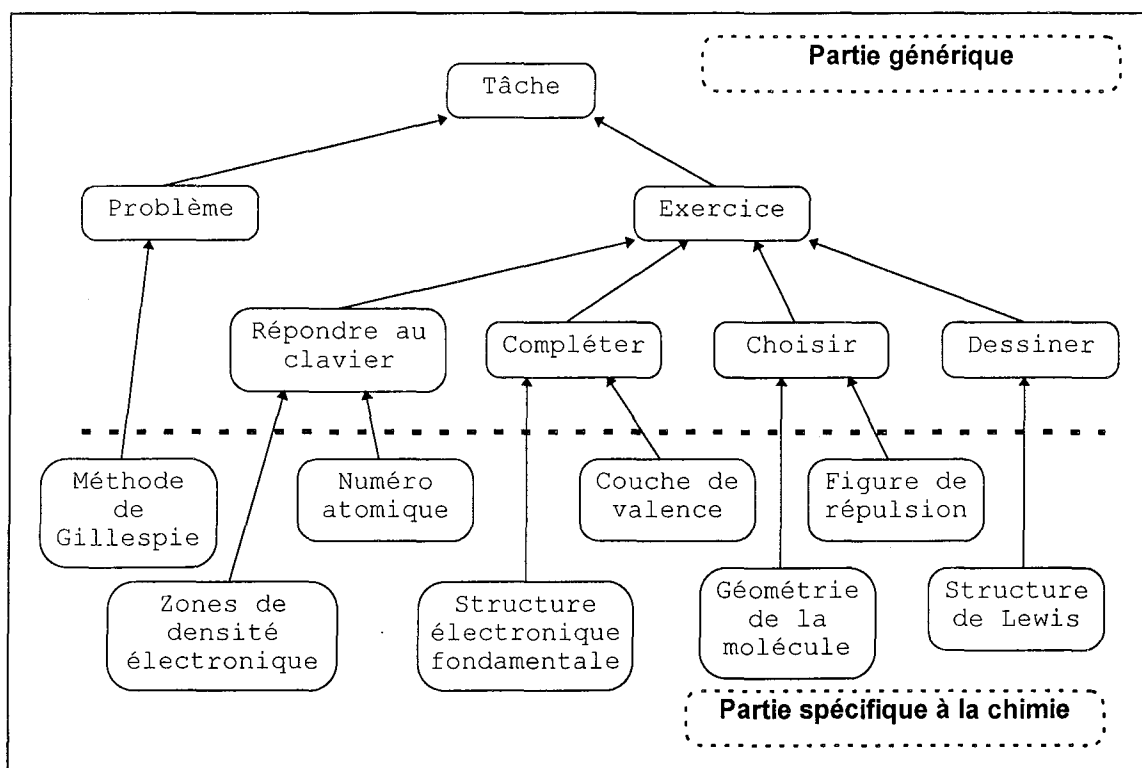 Partie générique
Tâche
Problème
Exercice
Répondre au
clavier
Compléter
Choisir
Dessiner
Méthode
de
Gillespie
Numéro
atomique
Couche de
valence
Figure de
répulsion
Zones de
densité
électronique
Structure
électronique
fondamentale
Géométrie
de la
molécule
Structure
de Lewis
Partie spécifique à la chimie